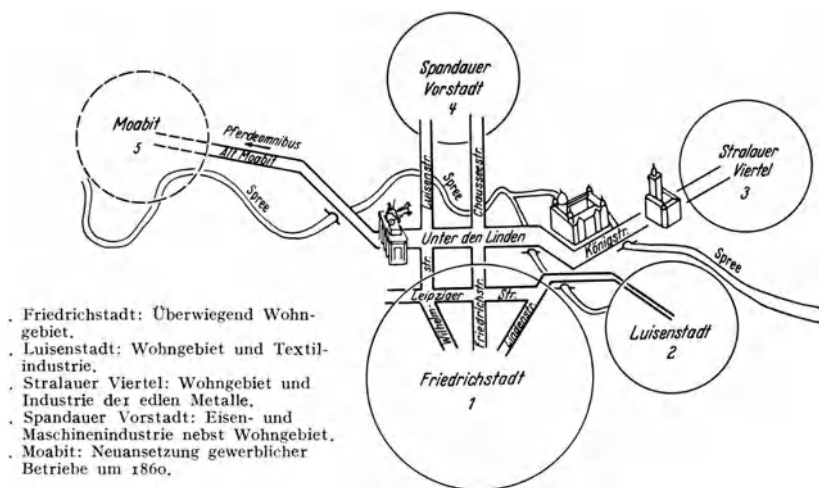 Spandauer
Vorstadt
4
Moabit
5
Pferdeomnibus
Alt Moabit
Stralauer
Viertel
3
Spree
Luisenstr.
Spree
Chausseestr.
Unter den Linden
Königstr.
Spree
Wilhelm-
str.
Leipziger Str.
Friedrichstr.
Lindenstr.
Luisenstadt
2
Friedrichstadt
1
. Friedrichstadt: Überwiegend Wohn-
gebiet.
. Luisenstadt: Wohngebiet und Textil-
industrie.
. Stralauer Viertel: Wohngebiet und
Industrie der edlen Metalle.
. Spandauer Vorstadt: Eisen- und
Maschinenindustrie nebst Wohngebiet.
. Moabit: Neuansetzung gewerblicher
Betriebe um 1860.